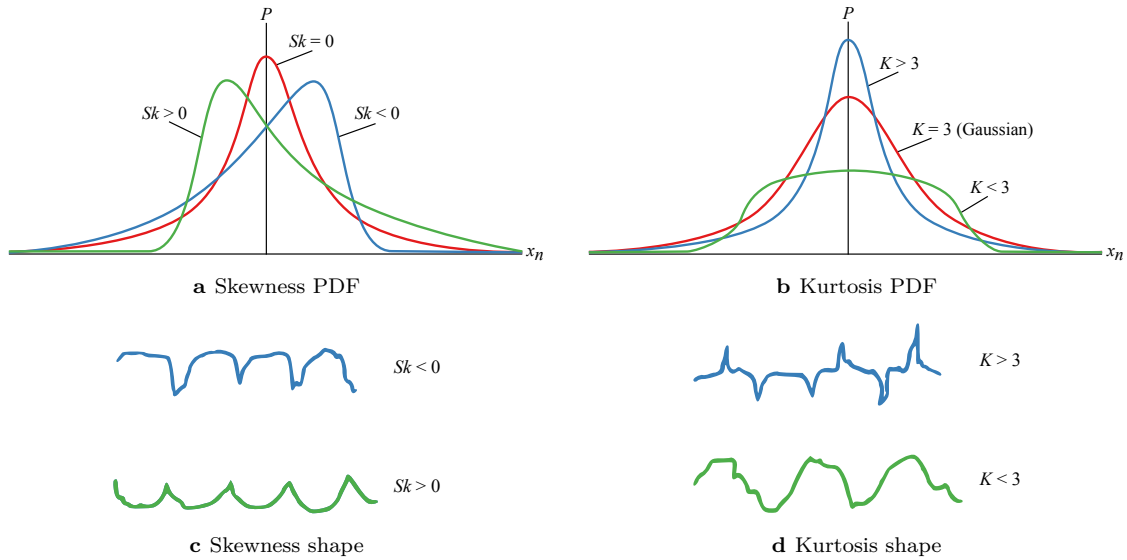 P
Sk = 0
Sk > 0
Sk < 0
xn
a Skewness PDF
P
K > 3
K = 3 (Gaussian)
K < 3
xn
b Kurtosis PDF
Sk < 0
Sk > 0
c Skewness shape
K > 3
K < 3
d Kurtosis shape